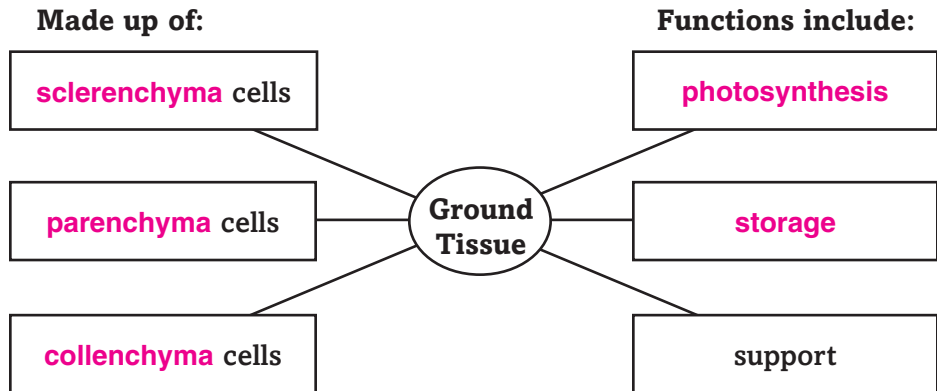 Made up of:
Functions include:
sclerenchyma cells
photosynthesis
parenchyma cells
Ground
Tissue
storage
collenchyma cells
support